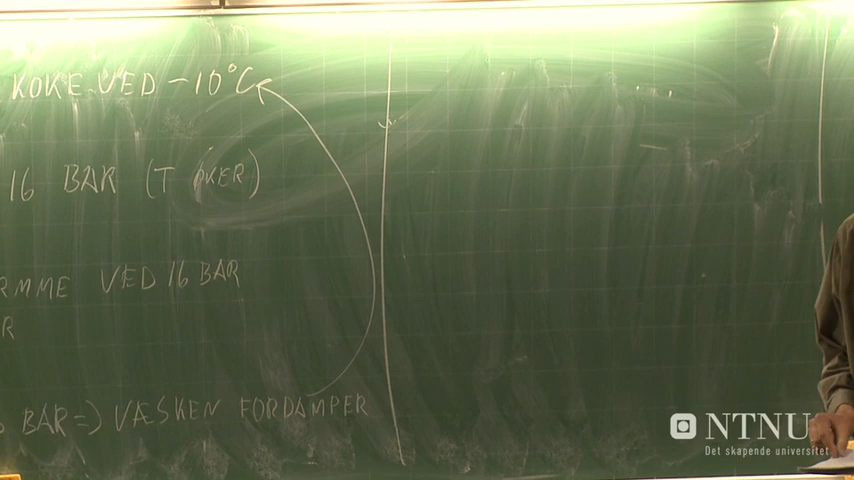 KOKE VED -10°C
16 BAR (T ØKER)
RMME VED 16 BAR
R
BAR => VÆSKEN FORDAMPER
NTNU
Det skapende universitet